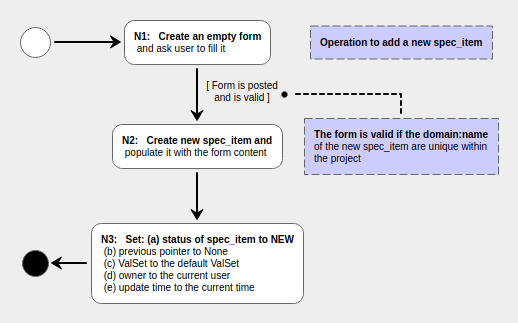 N1: Create an empty form
and ask user to fill it
Operation to add a new spec_item
[ Form is posted
and is valid ]
The form is valid if the domain:name
of the new spec_item are unique within
the project
N2: Create new spec_item and
populate it with the form content
N3: Set: (a) status of spec_item to NEW
(b) previous pointer to None
(c) ValSet to the default ValSet
(d) owner to the current user
(e) update time to the current time